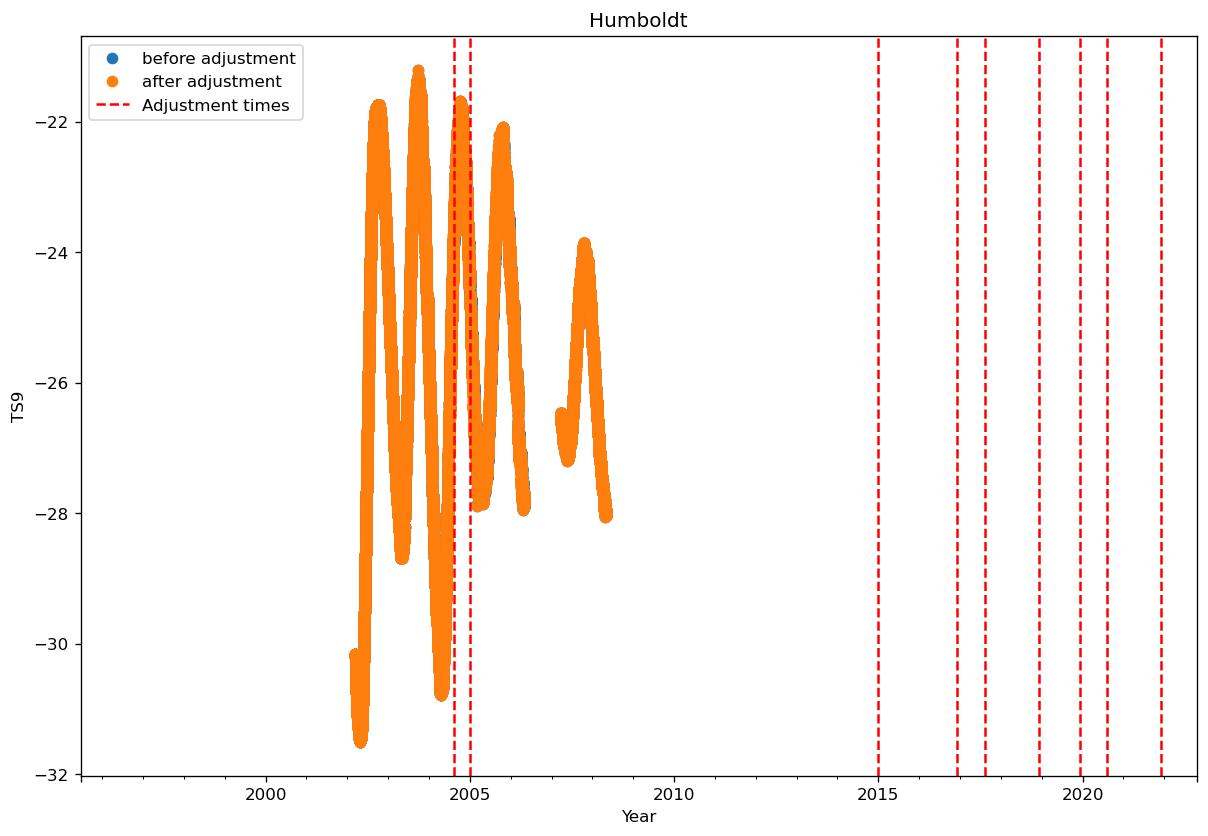 Humboldt
before adjustment
after adjustment
Adjustment times
−22
−24
−26
−28
−30
−32
TS9
2000 2005 2010 2015 2020
Year